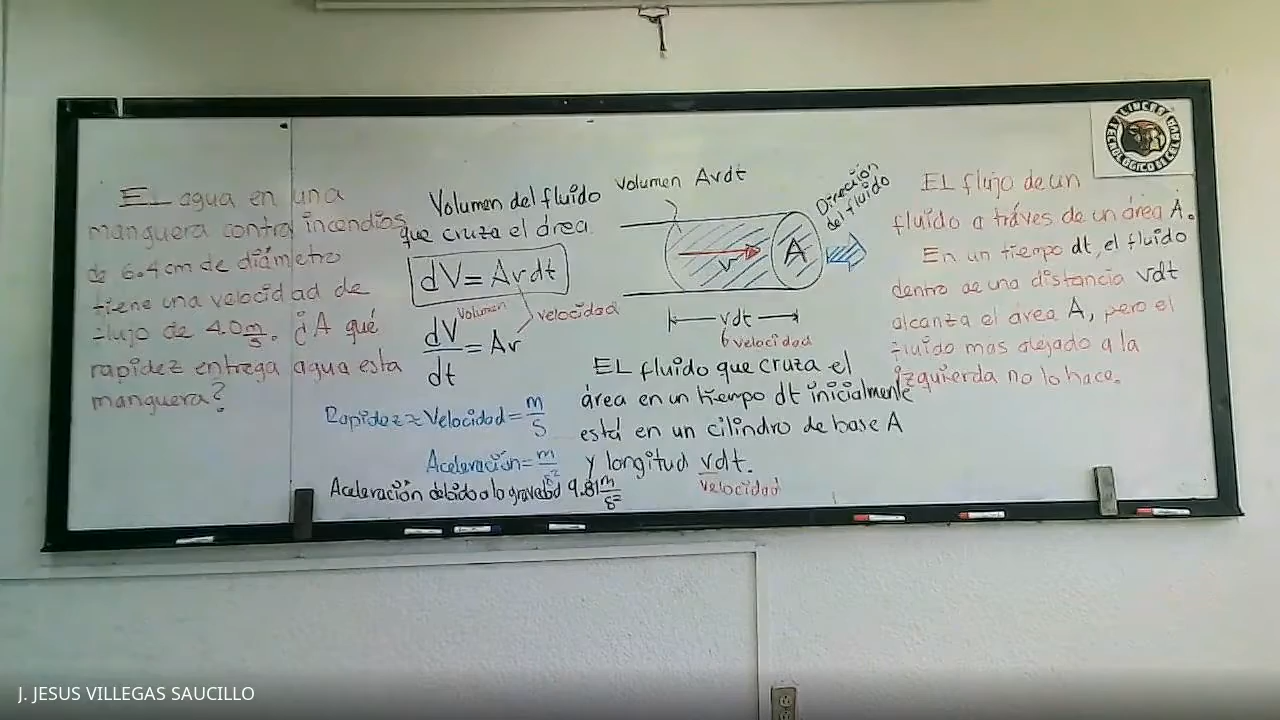 EL agua en una
manguera contra incendios
de 6.4 cm de diámetro
tiene una velocidad de
flujo de 4.0 m/s. ¿A qué
rapidez entrega agua esta
manguera?
Volumen del fluido
que cruza el área.
dV = Avdt
Volumen
velocidad
dV/dt = Av
Rapidez ≈ Velocidad = m/s
Aceleración = m/s²
Aceleración debido a la gravedad 9.81 m/s²
Volumen Avdt
Dirección
del fluido
v
A
vdt
velocidad
EL fluido que cruza el
área en un tiempo dt inicialmente
está en un cilindro de base A
y longitud vdt.
velocidad
LINCES
TECNOLÓGICO DE
EL flujo de un
fluido a tráves de un área A.
En un tiempo dt, el fluido
dentro de una distancia vdt
alcanza el área A, pero el
fluido mas alejado a la
izquierda no lo hace.
J. JESUS VILLEGAS SAUCILLO